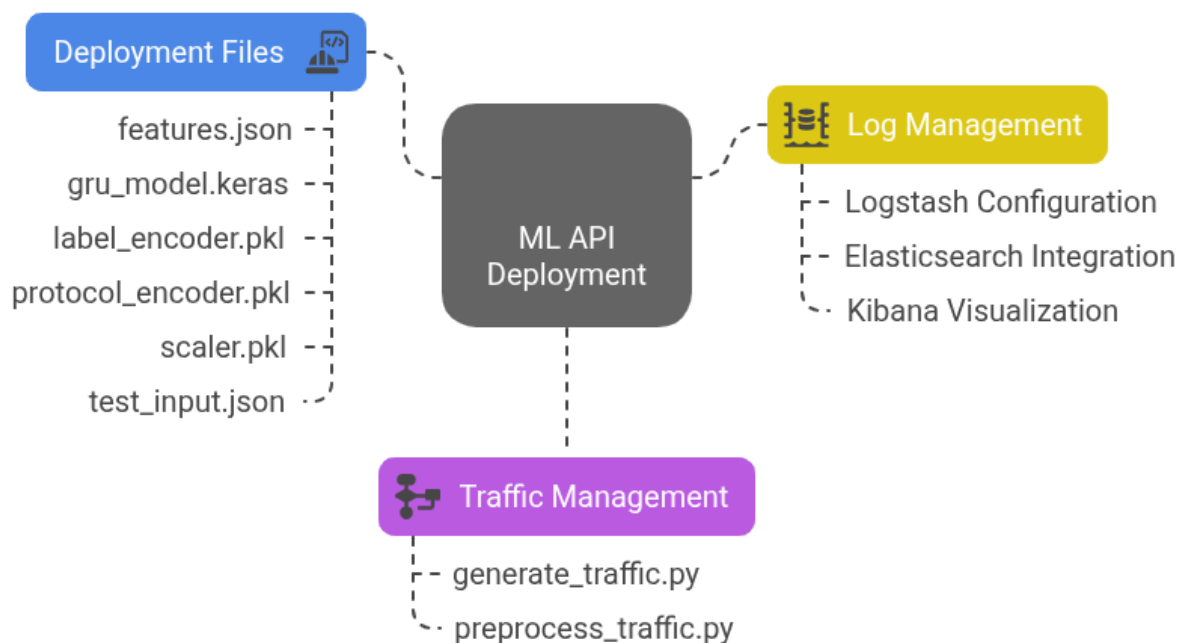 Deployment Files
features.json
gru_model.keras
label_encoder.pkl
protocol_encoder.pkl
scaler.pkl
test_input.json
ML API
Deployment
Log Management
Logstash Configuration
Elasticsearch Integration
Kibana Visualization
Traffic Management
generate_traffic.py
preprocess_traffic.py